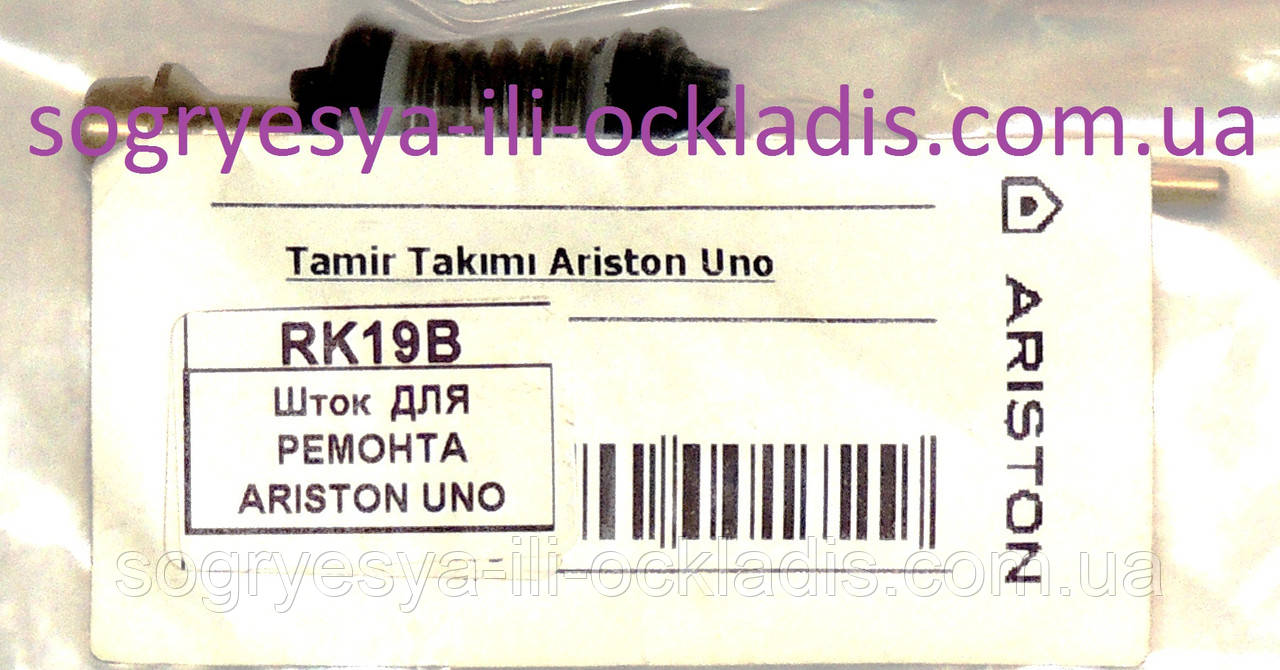 sogryesya-ili-ockladis.com.ua
Tamir Takımı Ariston Uno
RK19B
Шток ДЛЯ
РЕМОНТА
ARISTON UNO
ARISTON
sogryesya-ili-ockladis.com.ua